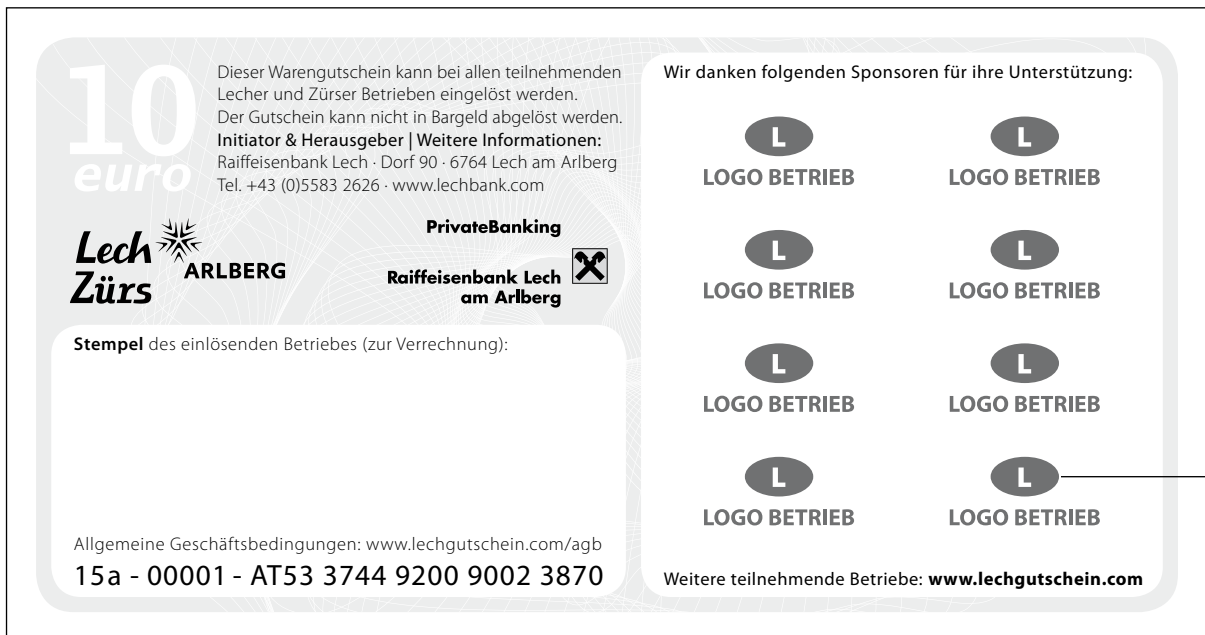 10
euro
Dieser Warengutschein kann bei allen teilnehmenden
Lecher und Zürser Betrieben eingelöst werden.
Der Gutschein kann nicht in Bargeld abgelöst werden.
Initiator & Herausgeber | Weitere Informationen:
Raiffeisenbank Lech · Dorf 90 · 6764 Lech am Arlberg
Tel. +43 (0)5583 2626 · www.lechbank.com
Lech
Zürs
ARLBERG
PrivateBanking
Raiffeisenbank Lech
am Arlberg
Stempel des einlösenden Betriebes (zur Verrechnung):
Allgemeine Geschäftsbedingungen: www.lechgutschein.com/agb
15a - 00001 - AT53 3744 9200 9002 3870
Wir danken folgenden Sponsoren für ihre Unterstützung:
L
LOGO BETRIEB
L
LOGO BETRIEB
L
LOGO BETRIEB
L
LOGO BETRIEB
L
LOGO BETRIEB
L
LOGO BETRIEB
L
LOGO BETRIEB
L
LOGO BETRIEB
Weitere teilnehmende Betriebe: www.lechgutschein.com